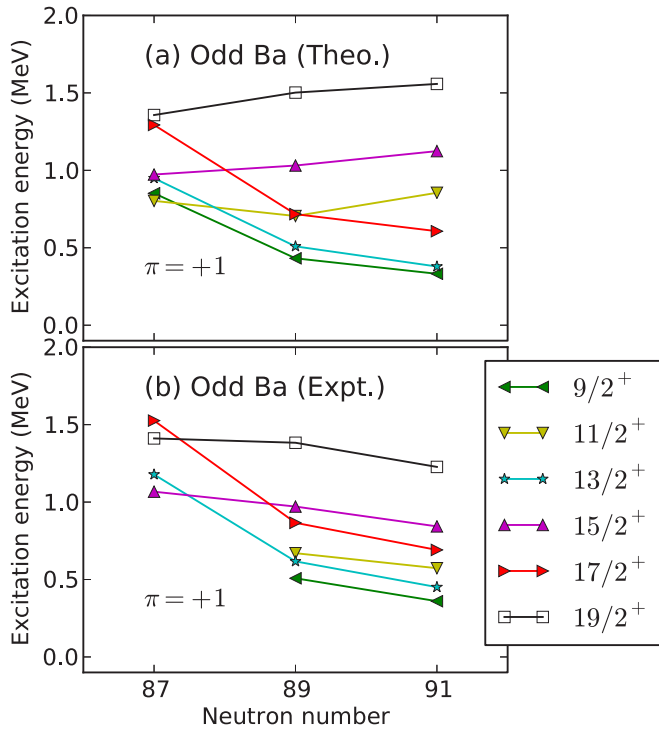 (a) Odd Ba (Theo.)
Excitation energy (MeV)
2.0
1.5
1.0
0.5
0.0
π = +1
(b) Odd Ba (Expt.)
Excitation energy (MeV)
2.0
1.5
1.0
0.5
0.0
π = +1
87
89
91
Neutron number
9/2⁺
11/2⁺
13/2⁺
15/2⁺
17/2⁺
19/2⁺